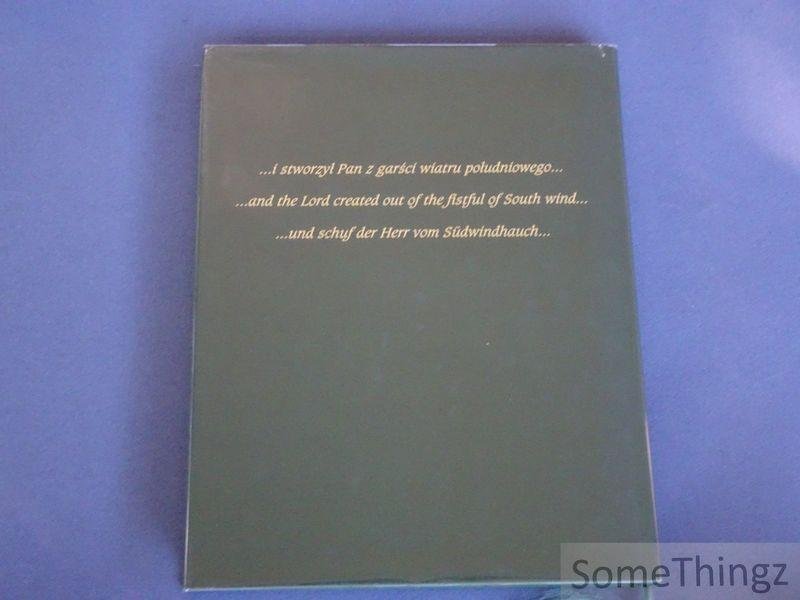 ...i stworzył Pan z garści wiatru południowego...
...and the Lord created out of the fistful of South wind...
...und schuf der Herr vom Südwindhauch...
SomeThingz